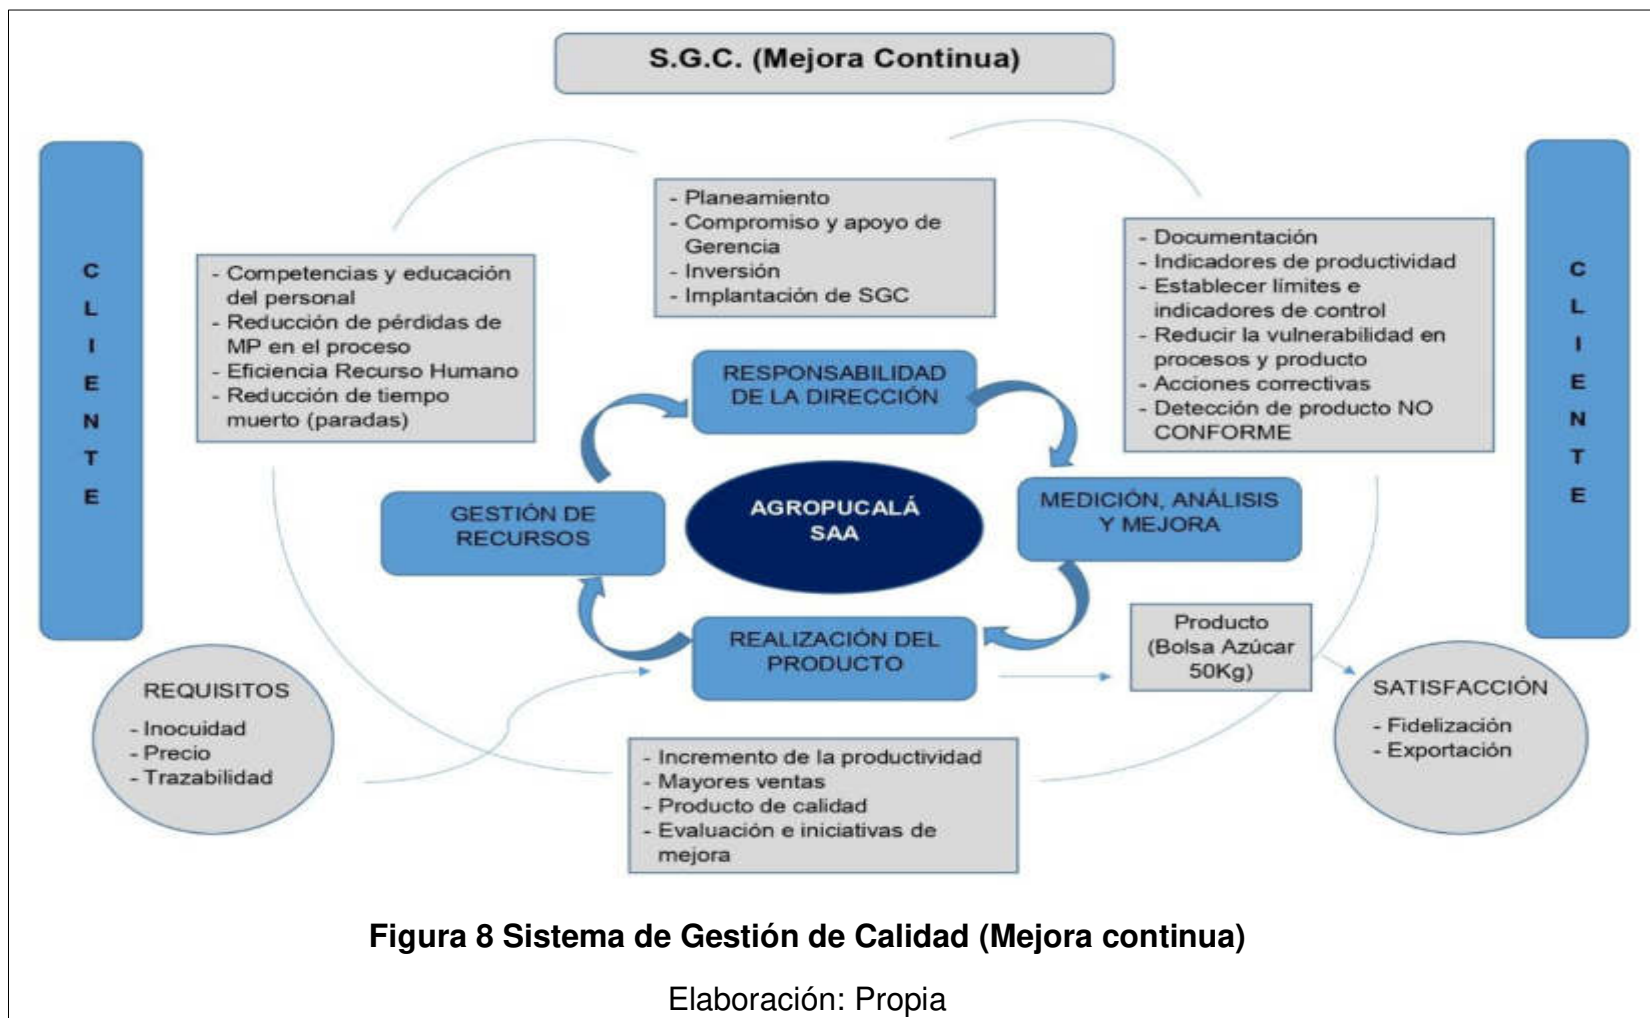 S.G.C. (Mejora Continua)
CLIENTE
- Competencias y educación
del personal
- Reducción de pérdidas de
MP en el proceso
- Eficiencia Recurso Humano
- Reducción de tiempo
muerto (paradas)
- Planeamiento
- Compromiso y apoyo de
Gerencia
- Inversión
- Implantación de SGC
- Documentación
- Indicadores de productividad
- Establecer límites e
indicadores de control
- Reducir la vulnerabilidad en
procesos y producto
- Acciones correctivas
- Detección de producto NO
CONFORME
CLIENTE
RESPONSABILIDAD
DE LA DIRECCIÓN
GESTIÓN DE
RECURSOS
AGROPUCALÁ
SAA
MEDICIÓN, ANÁLISIS
Y MEJORA
REALIZACIÓN DEL
PRODUCTO
Producto
(Bolsa Azúcar
50Kg)
REQUISITOS
- Inocuidad
- Precio
- Trazabilidad
SATISFACCIÓN
- Fidelización
- Exportación
- Incremento de la productividad
- Mayores ventas
- Producto de calidad
- Evaluación e iniciativas de
mejora
Figura 8 Sistema de Gestión de Calidad (Mejora continua)
Elaboración: Propia